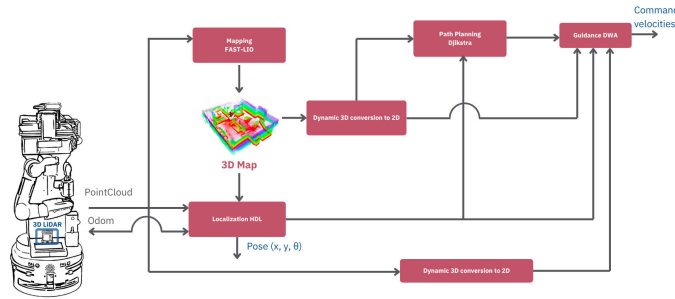 Command
velocities
Mapping
FAST-LIO
Path Planning
Djikstra
Guidance DWA
Dynamic 3D conversion to 2D
3D Map
PointCloud
Odom
3D LIDAR
Localization HDL
Pose (x, y, θ)
Dynamic 3D conversion to 2D